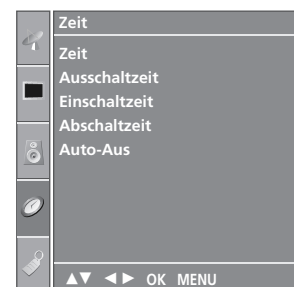 Zeit
Zeit
Ausschaltzeit
Einschaltzeit
Abschaltzeit
Auto-Aus
▲▼ ◄► OK MENU